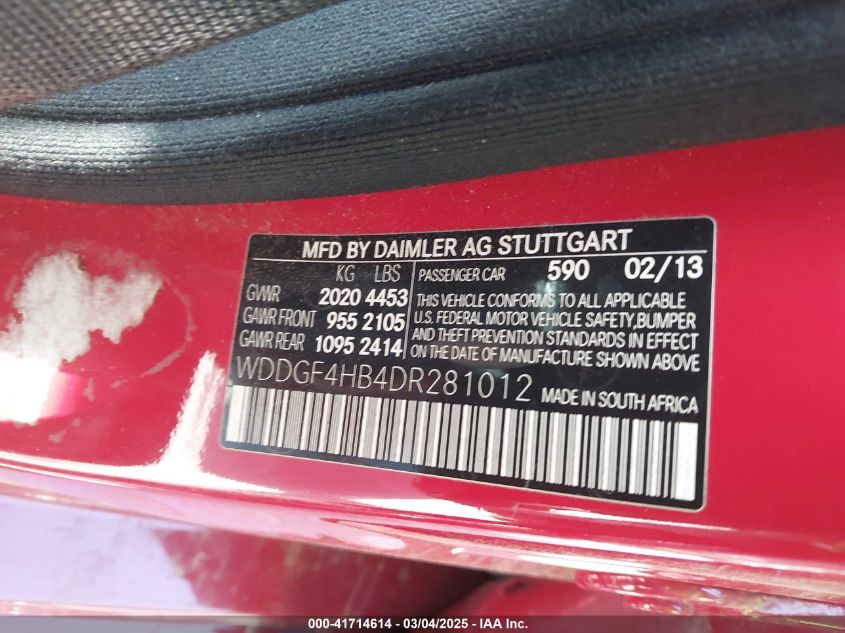 MFD BY DAIMLER AG STUTTGART
KG LBS
GVWR 2020 4453
GAWR FRONT 955 2105
GAWR REAR 1095 2414
PASSENGER CAR 590 02/13
THIS VEHICLE CONFORMS TO ALL APPLICABLE
U.S. FEDERAL MOTOR VEHICLE SAFETY,BUMPER
AND THEFT PREVENTION STANDARDS IN EFFECT
ON THE DATE OF MANUFACTURE SHOWN ABOVE
WDDGF4HB4DR281012 MADE IN SOUTH AFRICA
000-41714614 - 03/04/2025 - IAA Inc.